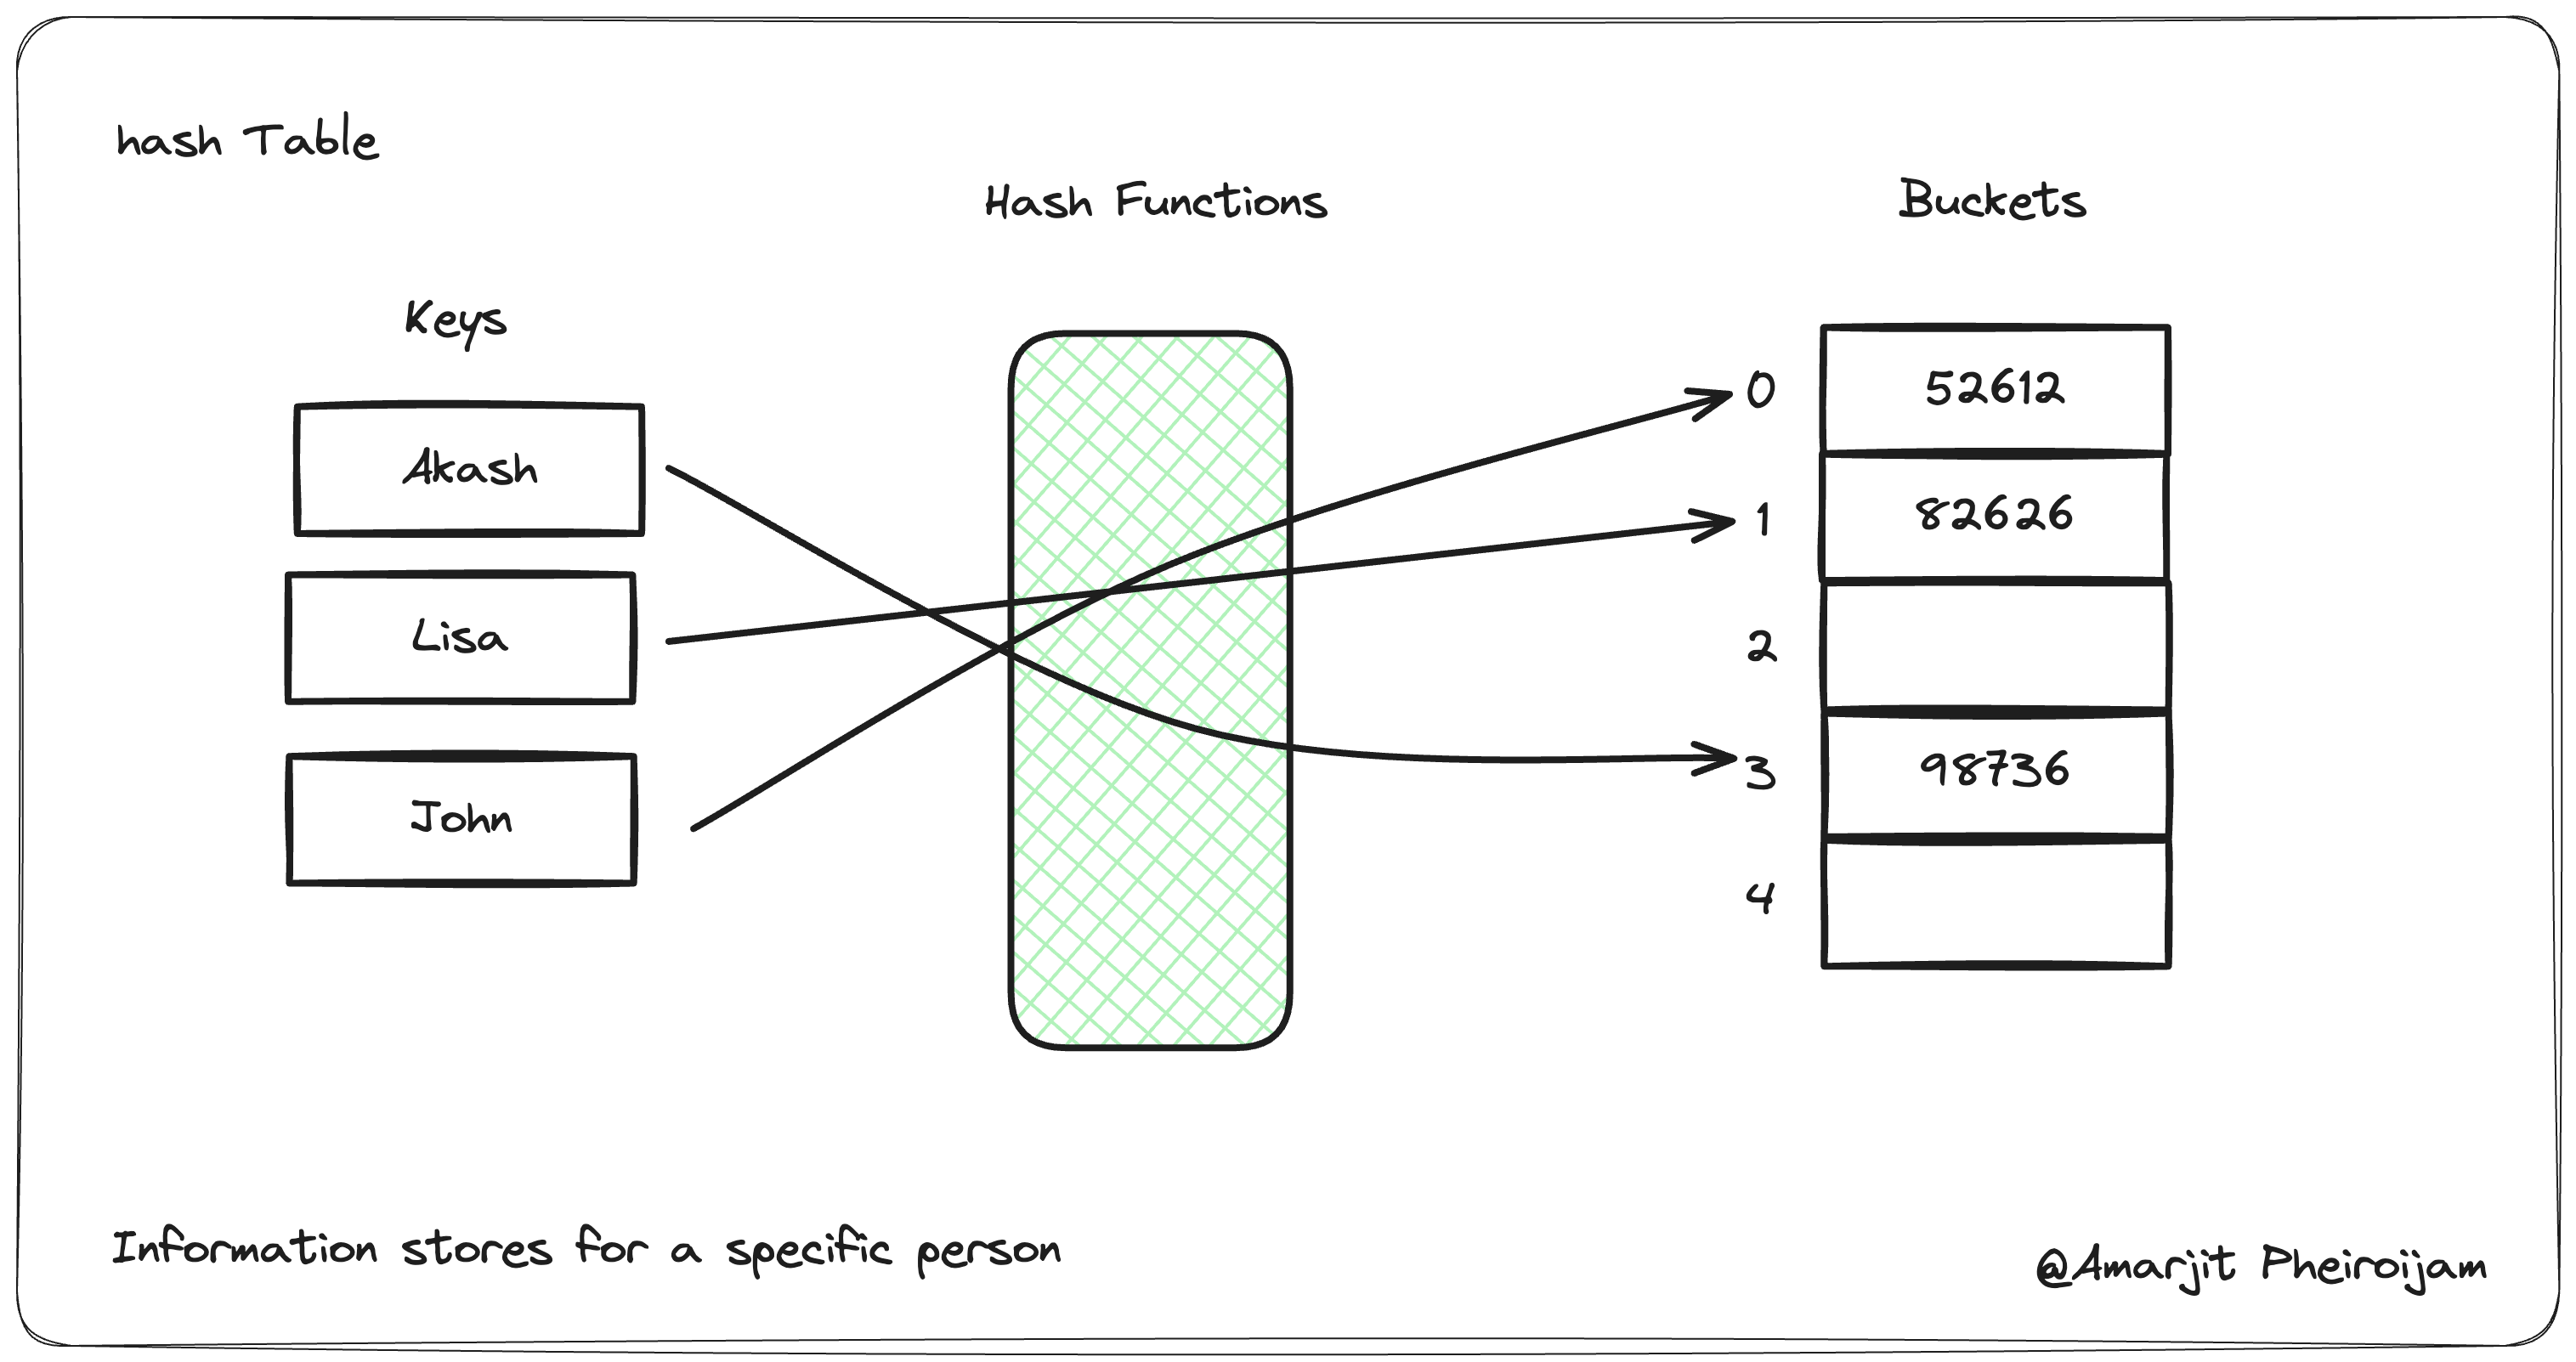 hash Table
Hash Functions
Buckets
Keys
Akash
Lisa
John
0
52612
1
82626
2
3
98736
4
Information stores for a specific person
@Amarjit Pheiroijam